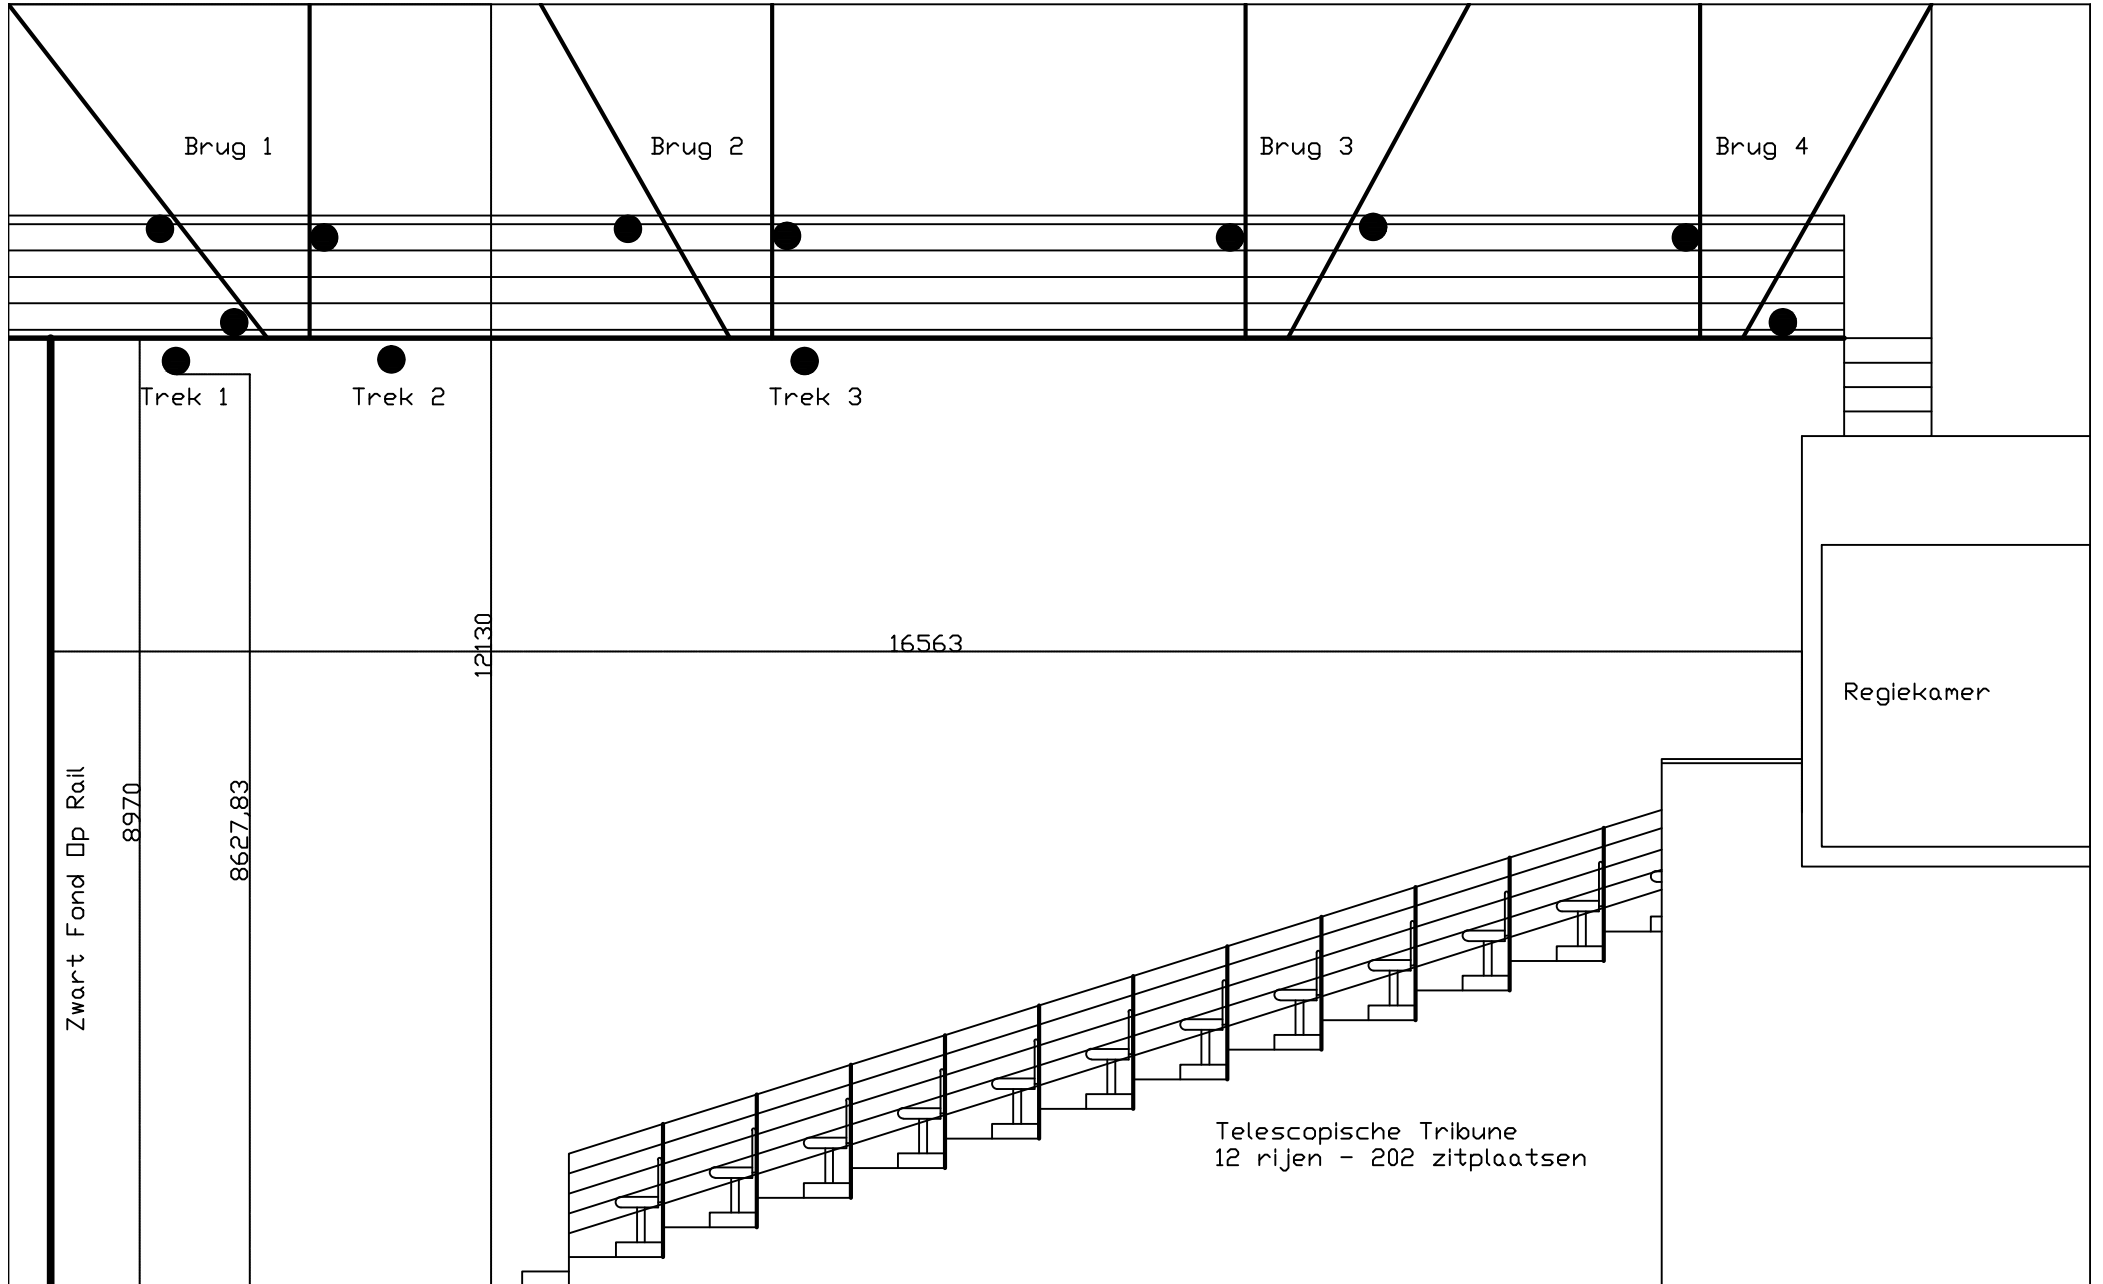 Brug 1
Brug 2
Brug 3
Brug 4
Trek 1
Trek 2
Trek 3
12130
16563
Regiekamer
Zwart Fond Op Rail
8970
8627,83
Telescopische Tribune
12 rijen - 202 zitplaatsen